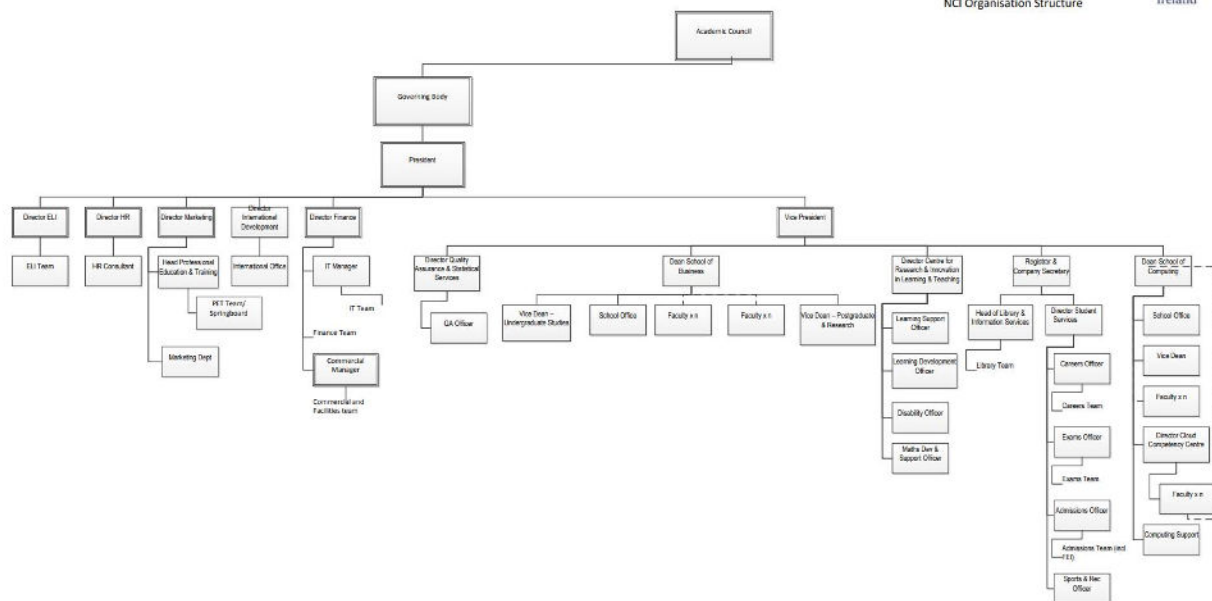 NCI Organisation Structure
Ireland
Academic Council
Governing Body
President
Director ELI
Director HR
Director Marketing
Director
International
Development
Director Finance
Vice President
ELI Team
HR Consultant
Head Professional
Education & Training
International Office
IT Manager
Director Quality
Assurance & Statistical
Services
Dean School of
Business
Director Centre for
Research & Innovation
in Learning & Teaching
Registrar &
Company Secretary
Dean School of
Computing
PET Team/
Springboard
IT Team
QA Officer
Vice Dean –
Undergraduate Studies
School Office
Faculty x n
Faculty x n
Vice Dean – Postgraduate
& Research
Learning Support
Officer
Head of Library &
Information Services
Director Student
Services
School Office
Finance Team
Marketing Dept
Commercial
Manager
Learning Development
Officer
Library Team
Careers Officer
Vice Dean
Commercial and
Facilities team
Disability Officer
Careers Team
Faculty x n
Maths Dev &
Support Officer
Exams Officer
Director Cloud
Competency Centre
Exams Team
Faculty x n
Admissions Officer
Computing Support
Admissions Team (incl
Sports & Rec
Officer